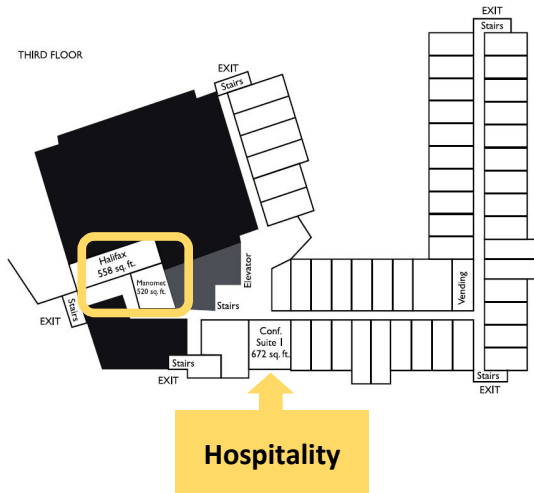 EXIT
Stairs
THIRD FLOOR
EXIT
Stairs
Halifax
558 sq. ft.
Manomet
520 sq. ft.
Elevator
Vending
Stairs
EXIT
Stairs
Conf.
Suite 1
672 sq. ft.
Stairs
EXIT
Stairs
EXIT
Hospitality